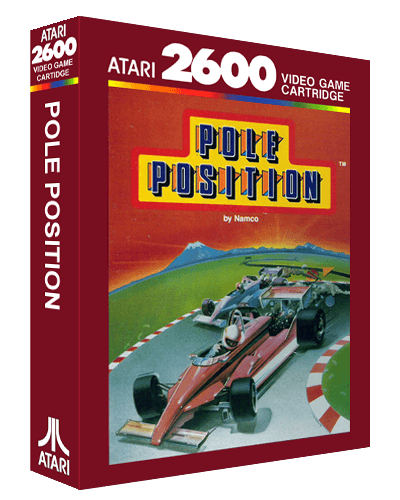 ATARI
2600
VIDEO GAME
CARTRIDGE
POLE POSITION
ATARI
ATARI 2600 VIDEO GAME
CARTRIDGE
POLE
POSITION
TM
by Namco